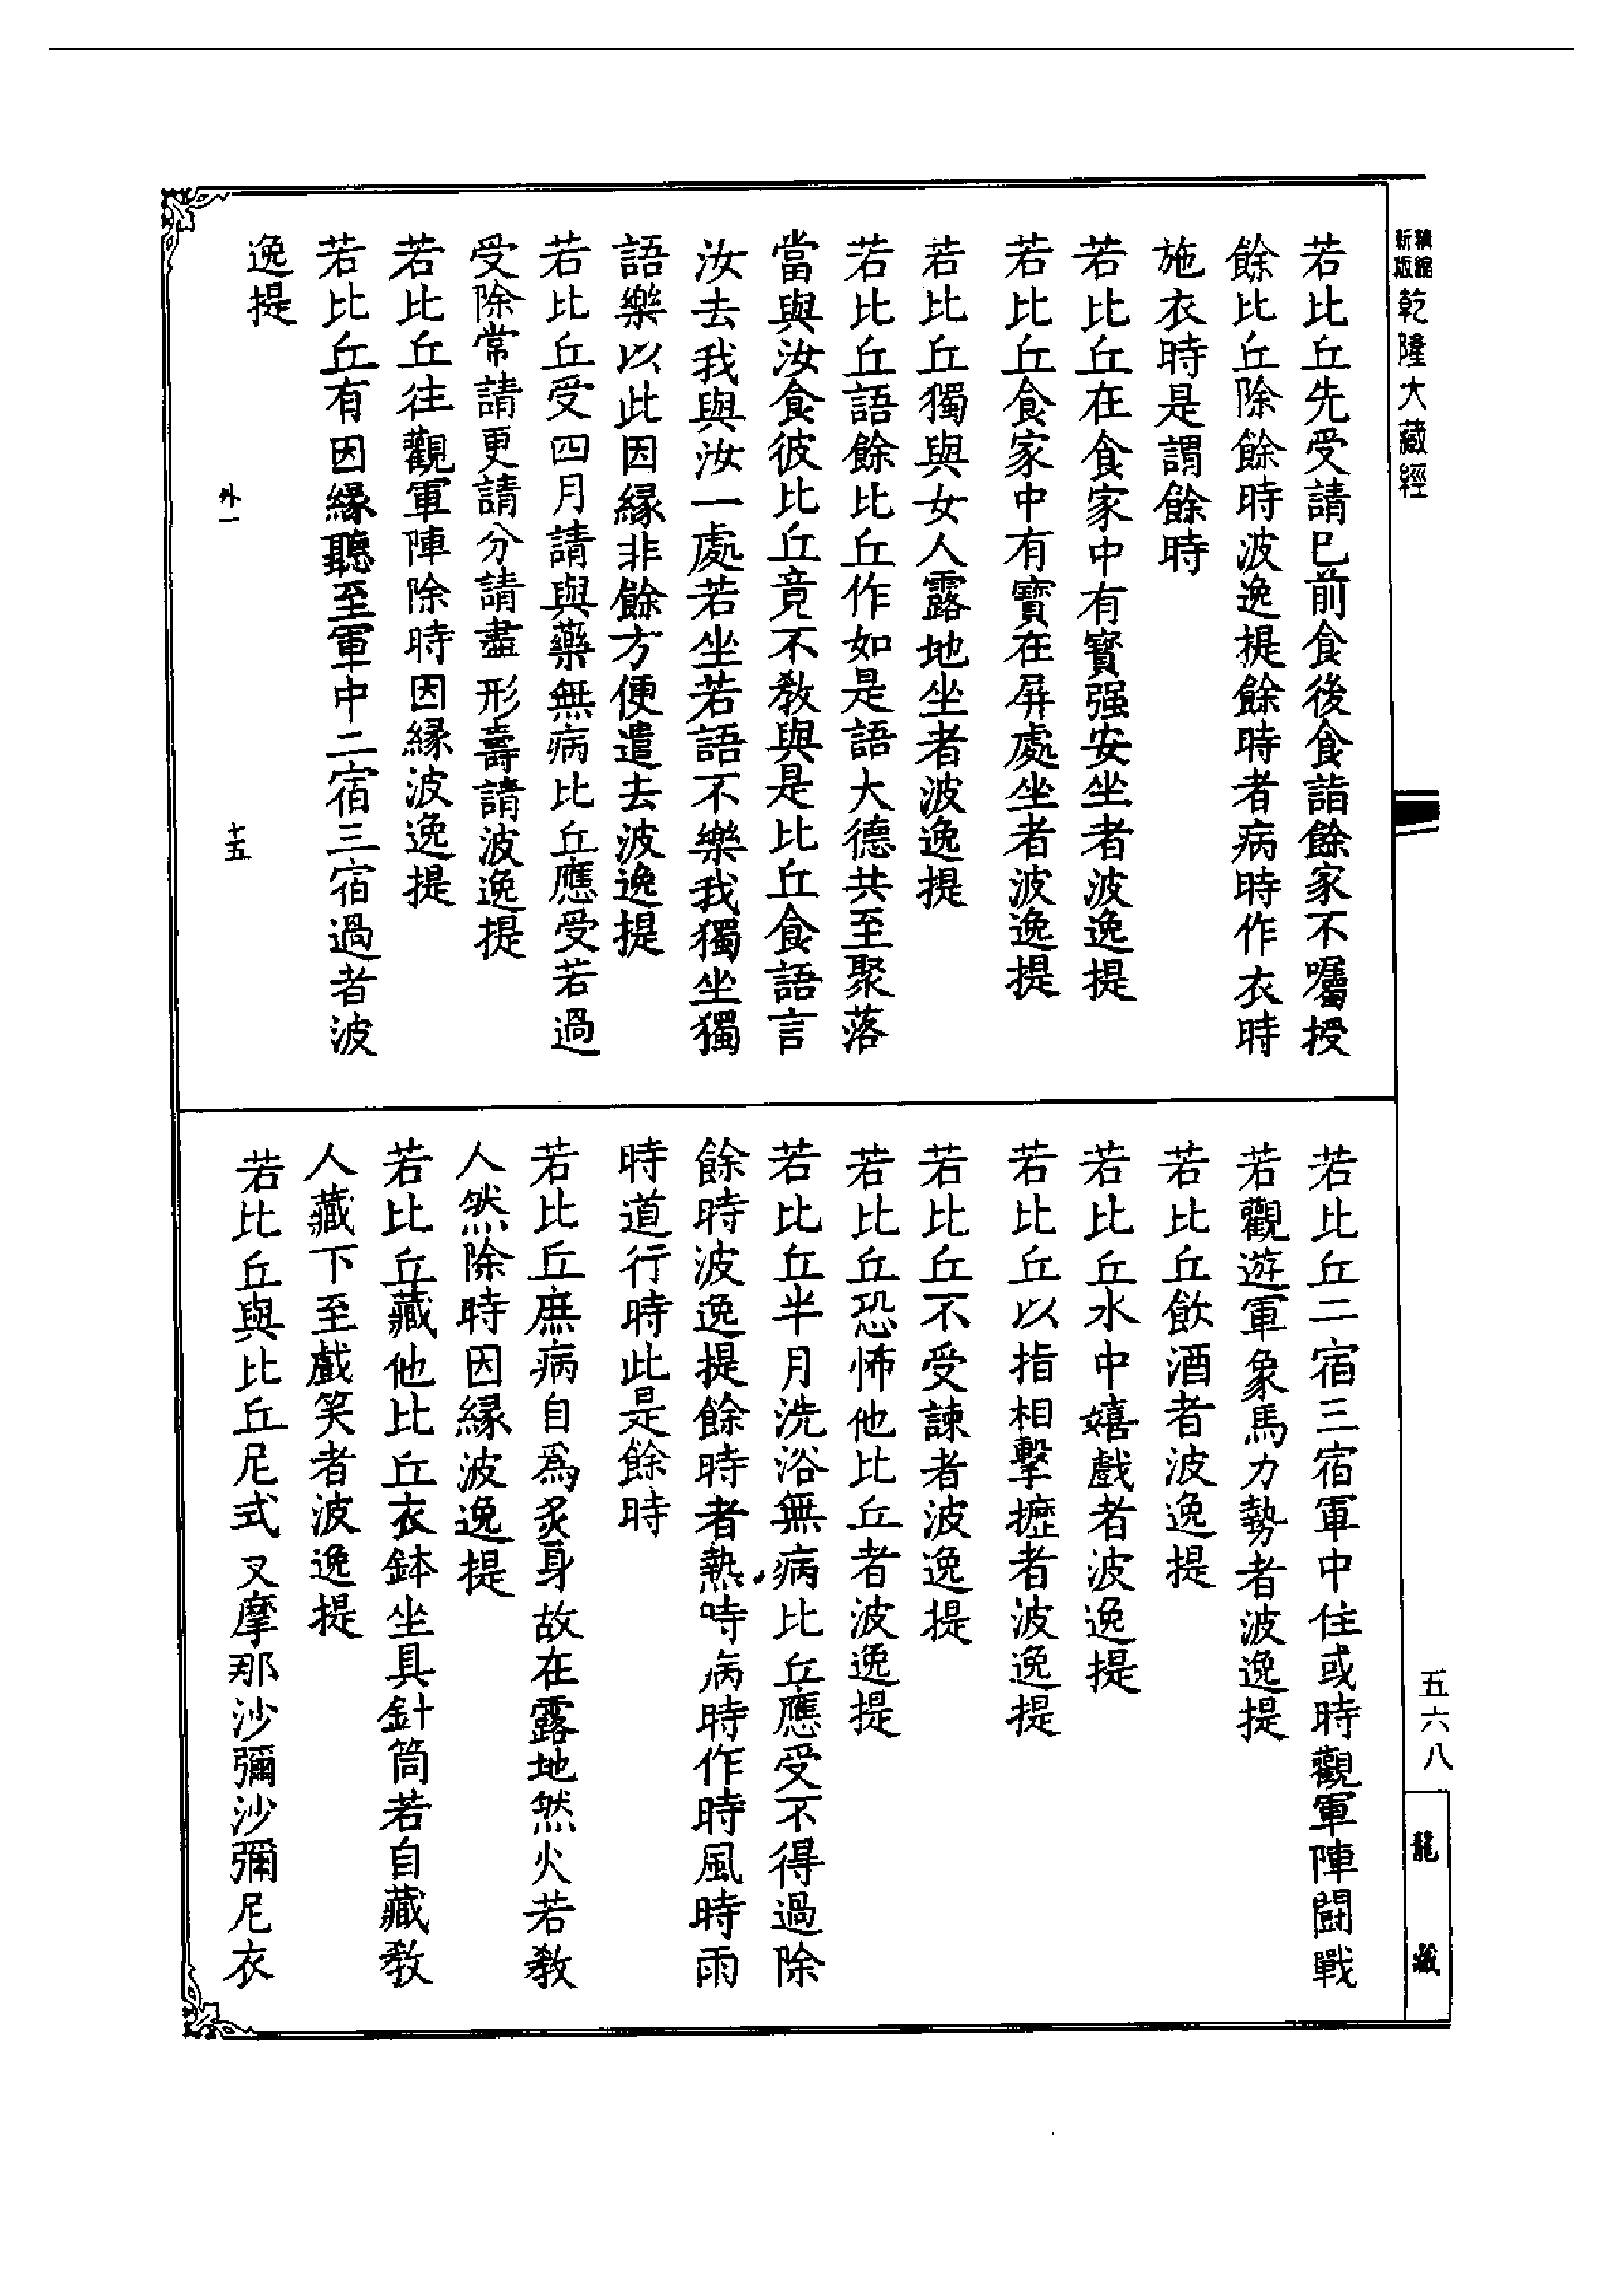 新版精縮
乾隆大藏經
若比丘先受請已前食後食詣餘家不囑授
餘比丘除餘時波逸提餘時者病時作衣時
施衣時是謂餘時
若比丘在食家中有寳强安坐者波逸提
若比丘食家中有寳在屏處坐者波逸提
若比丘獨與女人露地坐者波逸提
若比丘語餘比丘作如是語大德共至聚落
當與汝食彼比丘竟不教與是比丘食語言
汝去我與汝一處若坐若語不樂我獨坐獨
語樂以此因縁非餘方便遣去波逸提
若比丘受四月請與藥無病比丘應受若過
受除常請更請分請盡形壽請波逸提
若比丘往觀軍陣除時因縁波逸提
若比丘有因縁聽至軍中二宿三宿過者波
逸提
外一
十五
若比丘二宿三宿軍中住或時觀軍陣鬪戰
若觀遊軍象馬力勢者波逸提
若比丘飲酒者波逸提
若比丘水中嬉戲者波逸提
若比丘以指相擊攊者波逸提
若比丘不受諫者波逸提
若比丘恐怖他比丘者波逸提
若比丘半月洗浴無病比丘應受不得過除
餘時波逸提餘時者熱時病時作時風時雨
時道行時此是餘時
若比丘無病自爲炙身故在露地然火若教
人然除時因縁波逸提
若比丘藏他比丘衣鉢坐具針筒若自藏教
人藏下至戲笑者波逸提
若比丘與比丘尼式叉摩那沙彌沙彌尼衣
五六八
龍藏